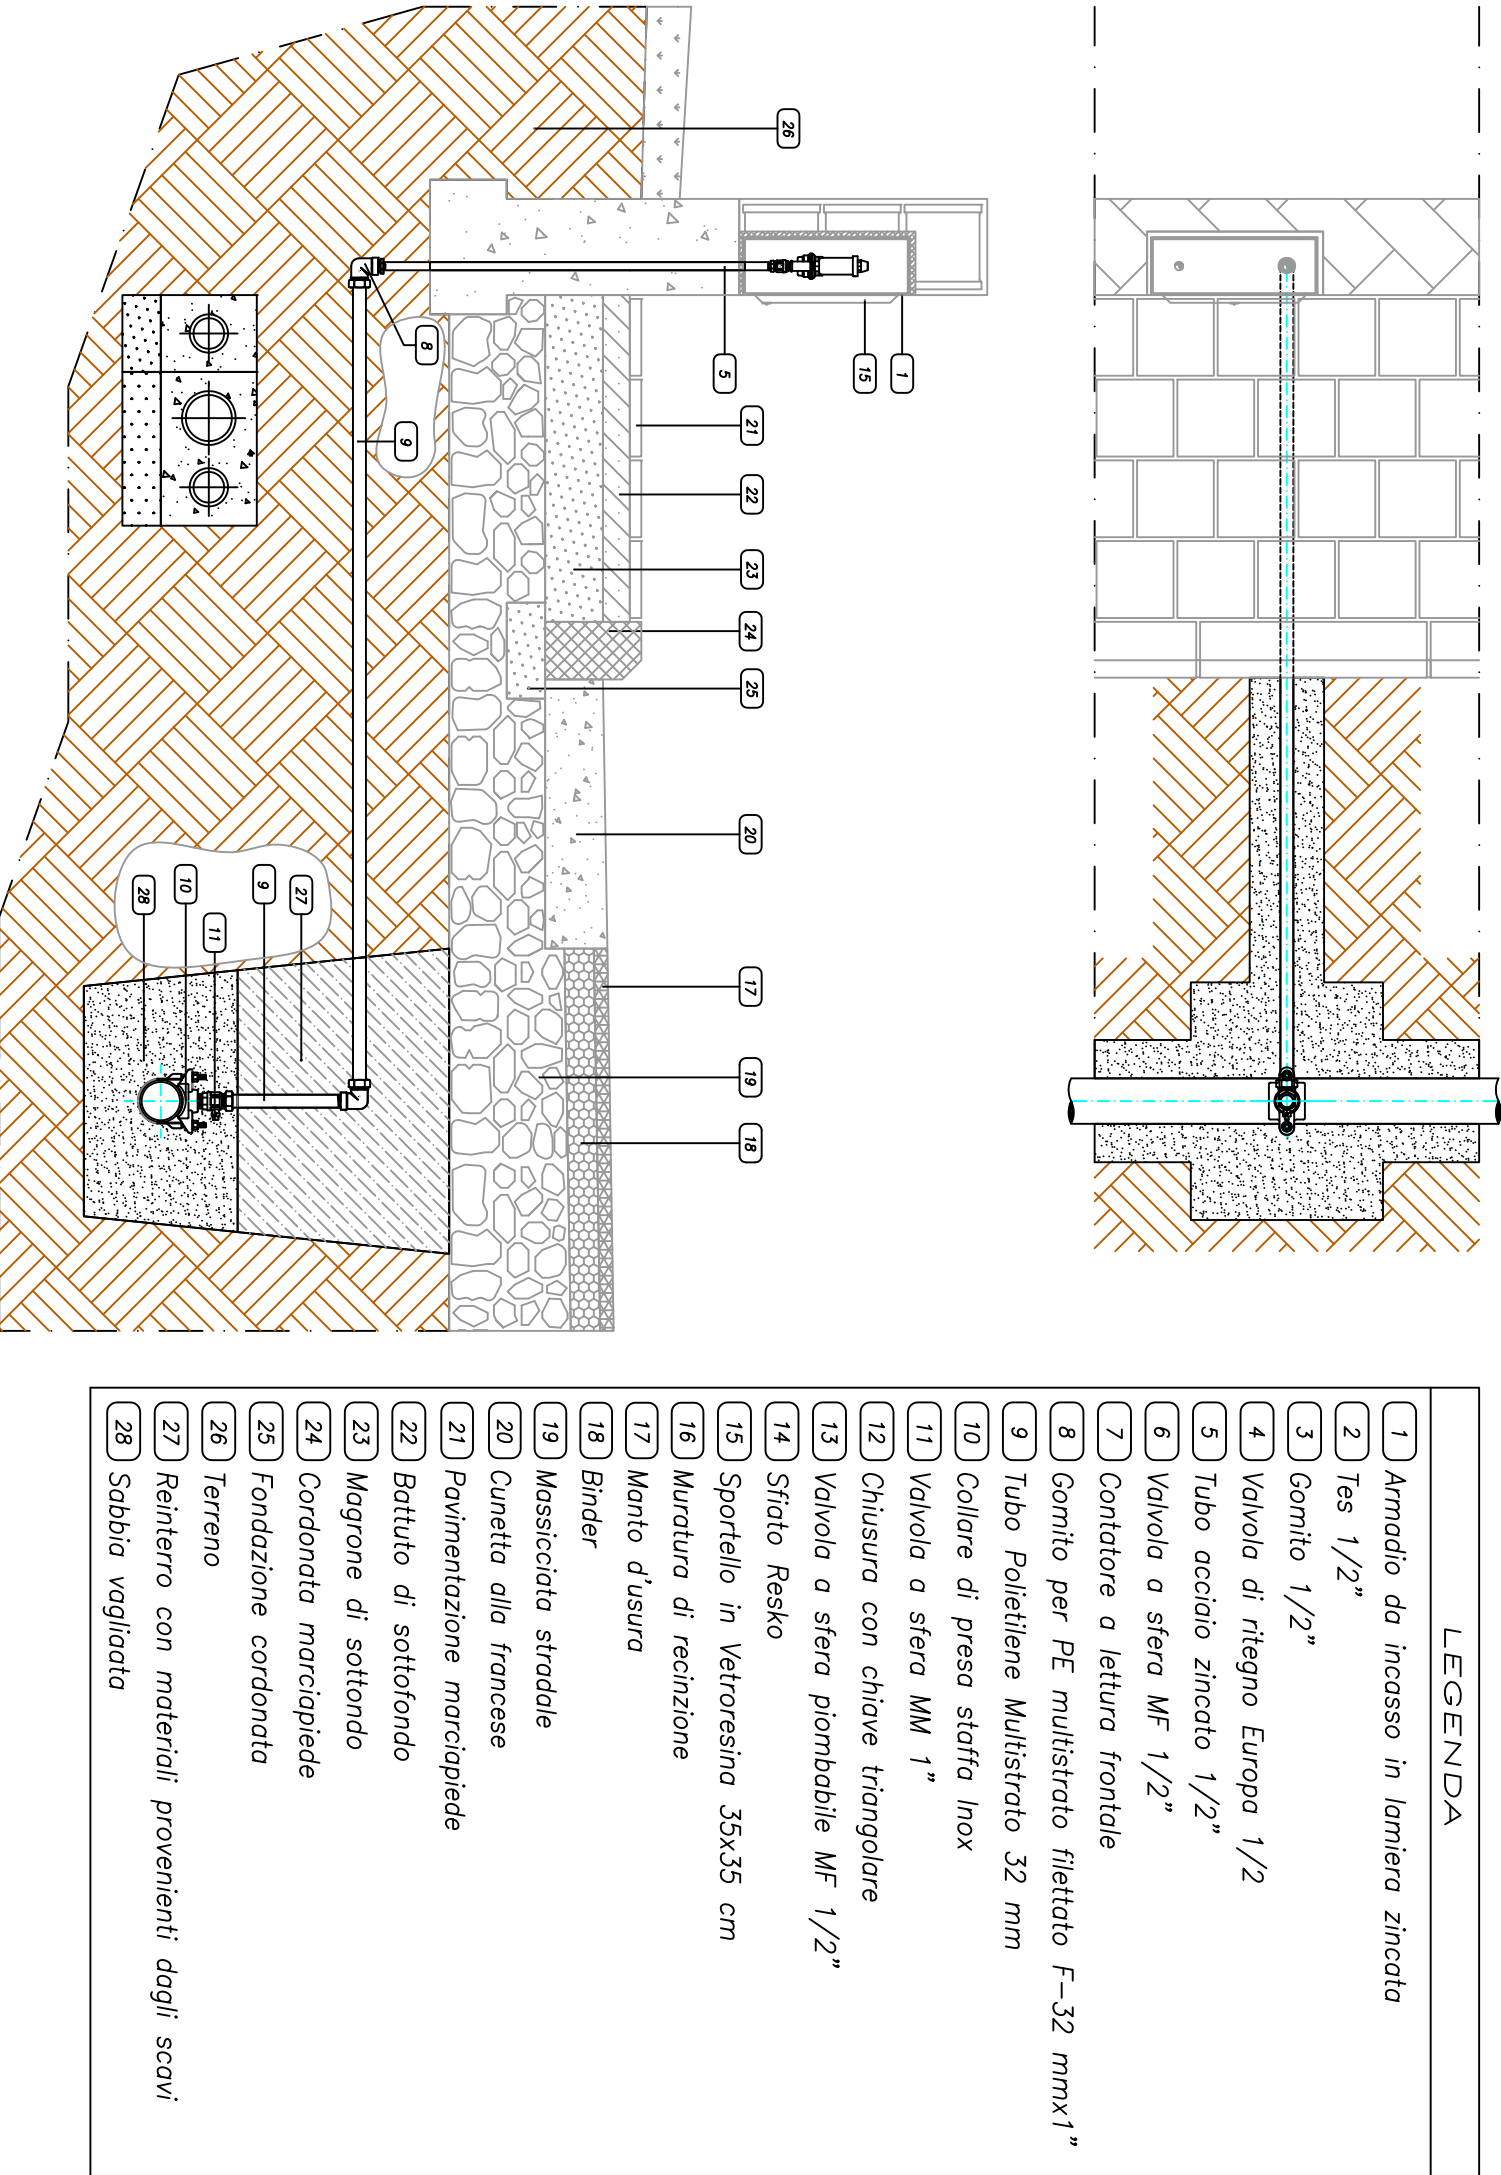 26
1
15
5
8
9
21
22
23
24
25
20
17
19
18
28
10
11
9
27
LEGENDA
1 Armadio da incasso in lamiera zincata
2 Tes 1/2"
3 Gomito 1/2"
4 Valvola di ritegno Europa 1/2
5 Tubo acciaio zincato 1/2"
6 Valvola a sfera MF 1/2"
7 Contatore a lettura frontale
8 Gomito per PE multistrato filettato F-32 mmx1"
9 Tubo Polietilene Multistrato 32 mm
10 Collare di presa staffa Inox
11 Valvola a sfera MM 1"
12 Chiusura con chiave triangolare
13 Valvola a sfera piombabile MF 1/2"
14 Sfiato Resko
15 Sportello in Vetroresina 35x35 cm
16 Muratura di recinzione
17 Manto d'usura
18 Binder
19 Massicciata stradale
20 Cunetta alla francese
21 Pavimentazione marciapiede
22 Battuto di sottofondo
23 Magrone di sottondo
24 Cordonata marciapiede
25 Fondazione cordonata
26 Terreno
27 Reinterro con materiali provenienti dagli scavi
28 Sabbia vagliaata